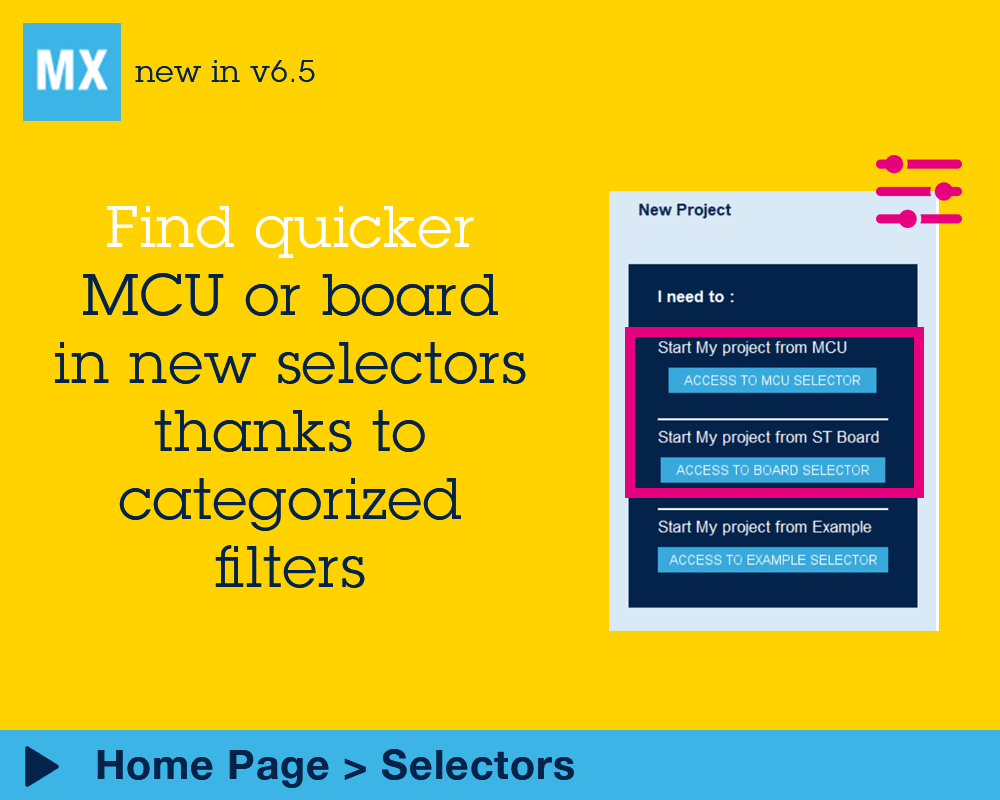 MX
new in v6.5
Find quicker
MCU or board
in new selectors
thanks to
categorized
filters
New Project
I need to :
Start My project from MCU
ACCESS TO MCU SELECTOR
Start My project from ST Board
ACCESS TO BOARD SELECTOR
Start My project from Example
ACCESS TO EXAMPLE SELECTOR
Home Page > Selectors